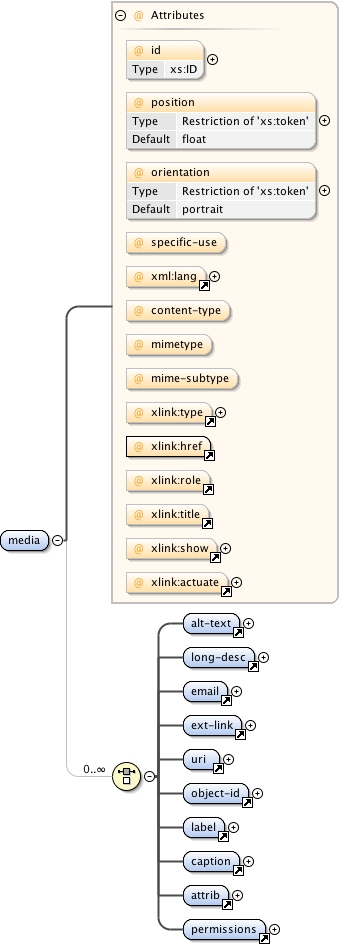 Attributes
@ id
Type xs:ID
@ position
Type Restriction of 'xs:token'
Default float
@ orientation
Type Restriction of 'xs:token'
Default portrait
@ specific-use
@ xml:lang
@ content-type
@ mimetype
@ mime-subtype
@ xlink:type
@ xlink:href
@ xlink:role
@ xlink:title
@ xlink:show
@ xlink:actuate
media
alt-text
long-desc
email
ext-link
uri
0..∞
object-id
label
caption
attrib
permissions